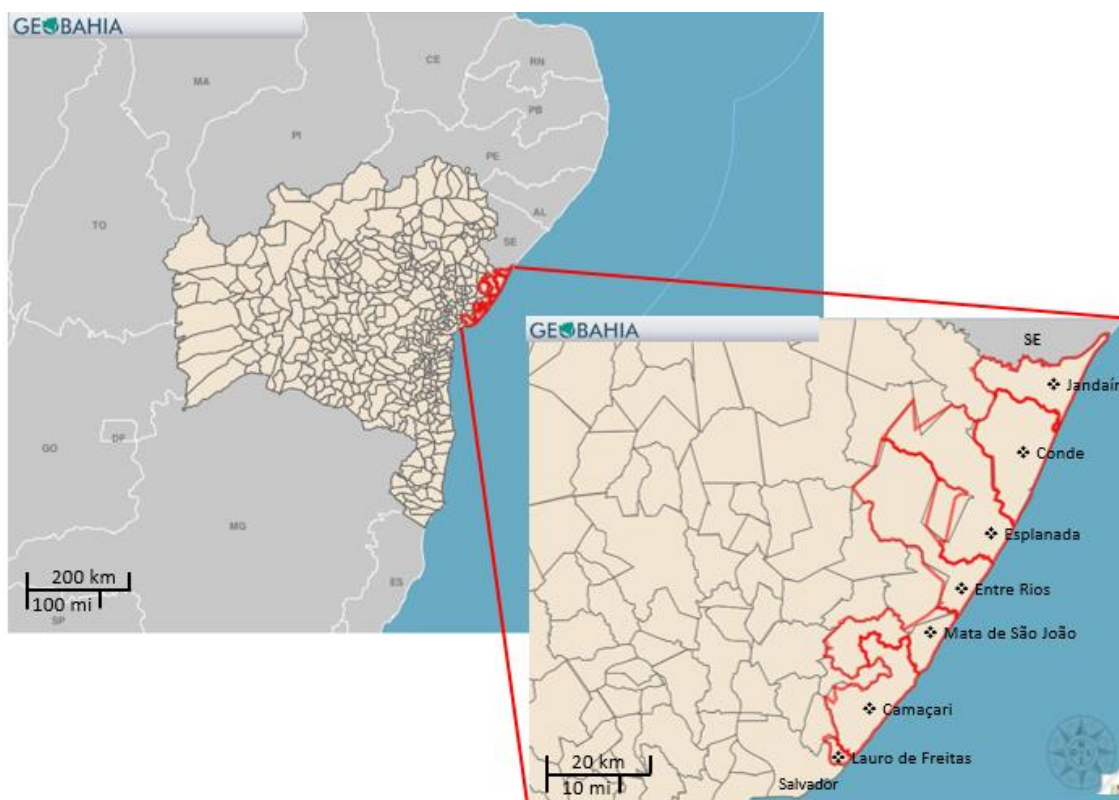 GEOBAHIA
MA
CE
RN
PB
PI
PE
AL
SE
TO
GO
DF
MG
ES
SP
200 km
100 mi
GEOBAHIA
SE
Jandaír
Conde
Esplanada
Entre Rios
Mata de São João
Camaçari
Lauro de Freitas
Salvador
20 km
10 mi